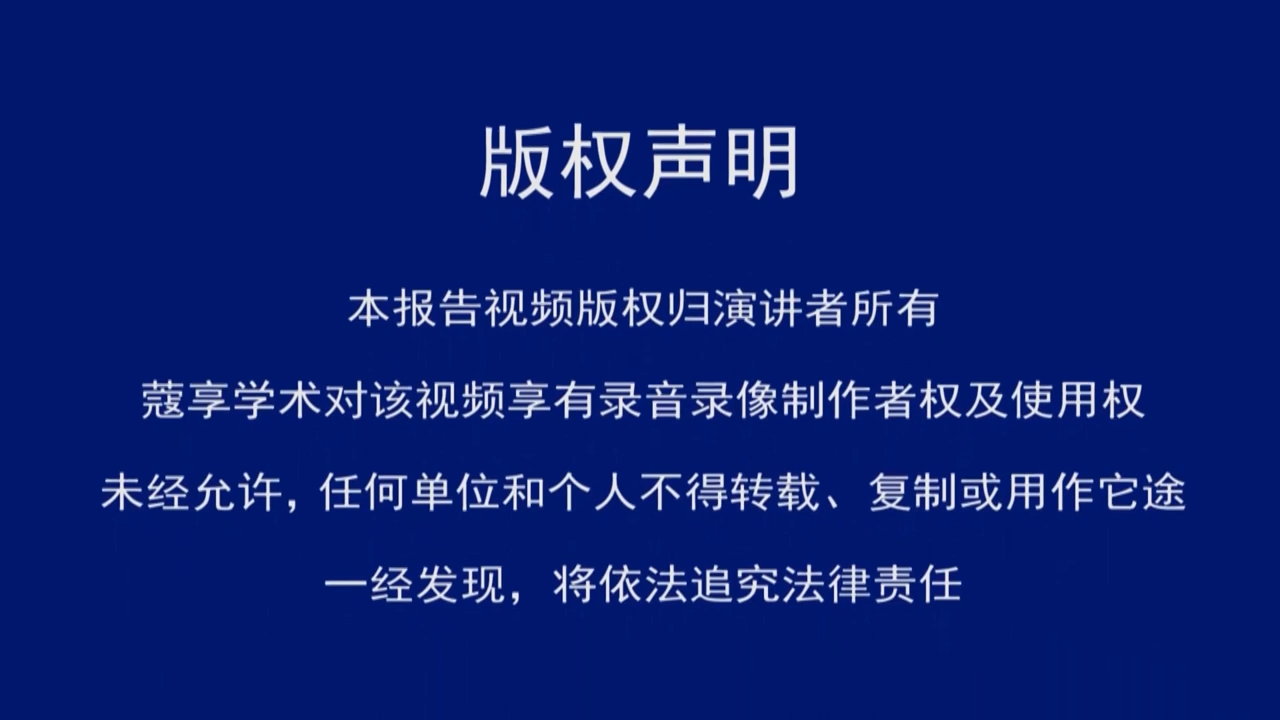 版权声明
本报告视频版权归演讲者所有
蔻享学术对该视频享有录音录像制作者权及使用权
未经允许,任何单位和个人不得转载、复制或用作它途
一经发现，将依法追究法律责任